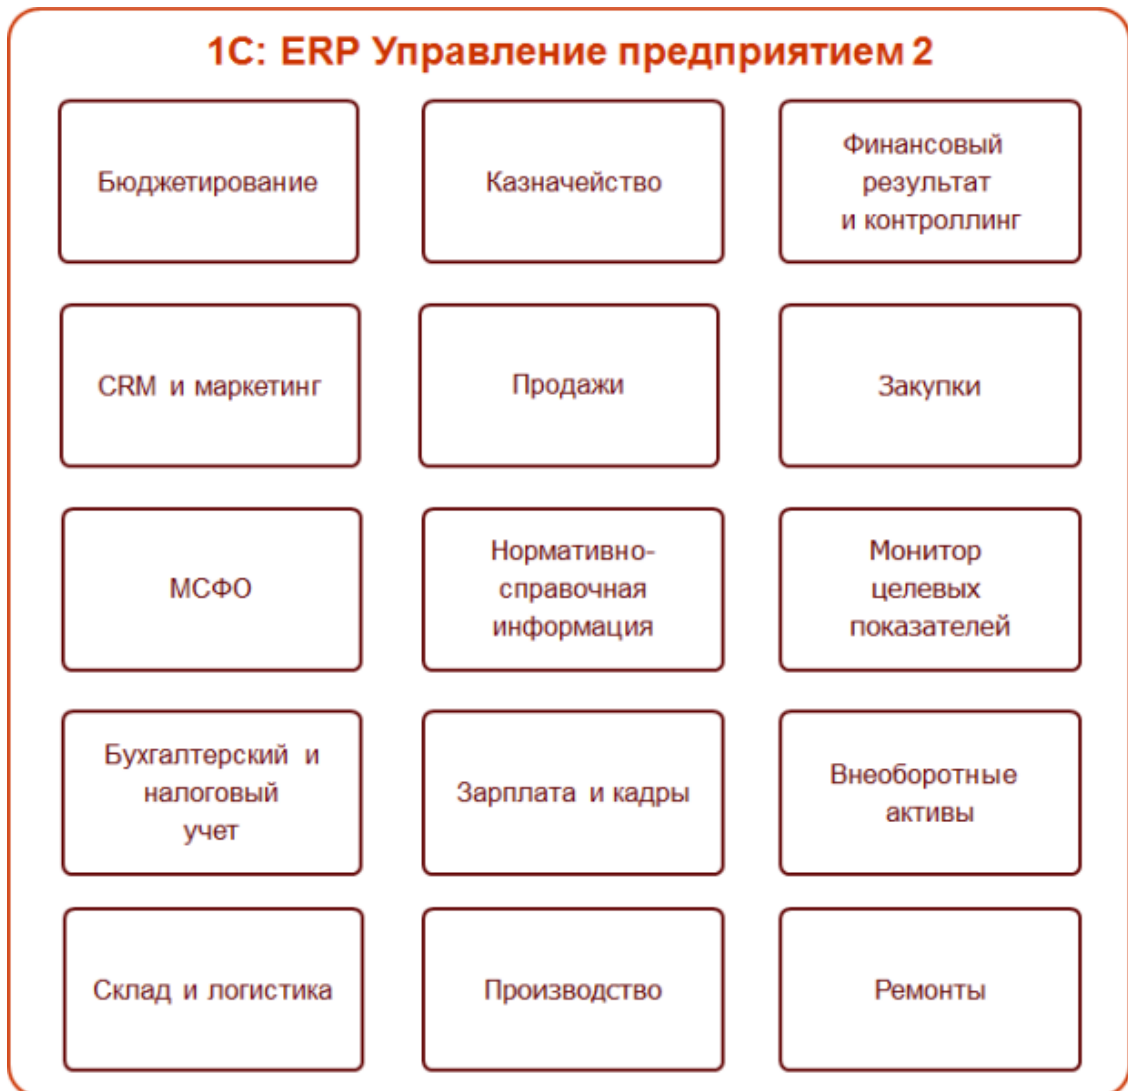 1С: ERP Управление предприятием 2
Бюджетирование
Казначейство
Финансовый
результат
и контроллинг
CRM и маркетинг
Продажи
Закупки
МСФО
Нормативно-
справочная
информация
Монитор
целевых
показателей
Бухгалтерский и
налоговый
учет
Зарплата и кадры
Внеоборотные
активы
Склад и логистика
Производство
Ремонты